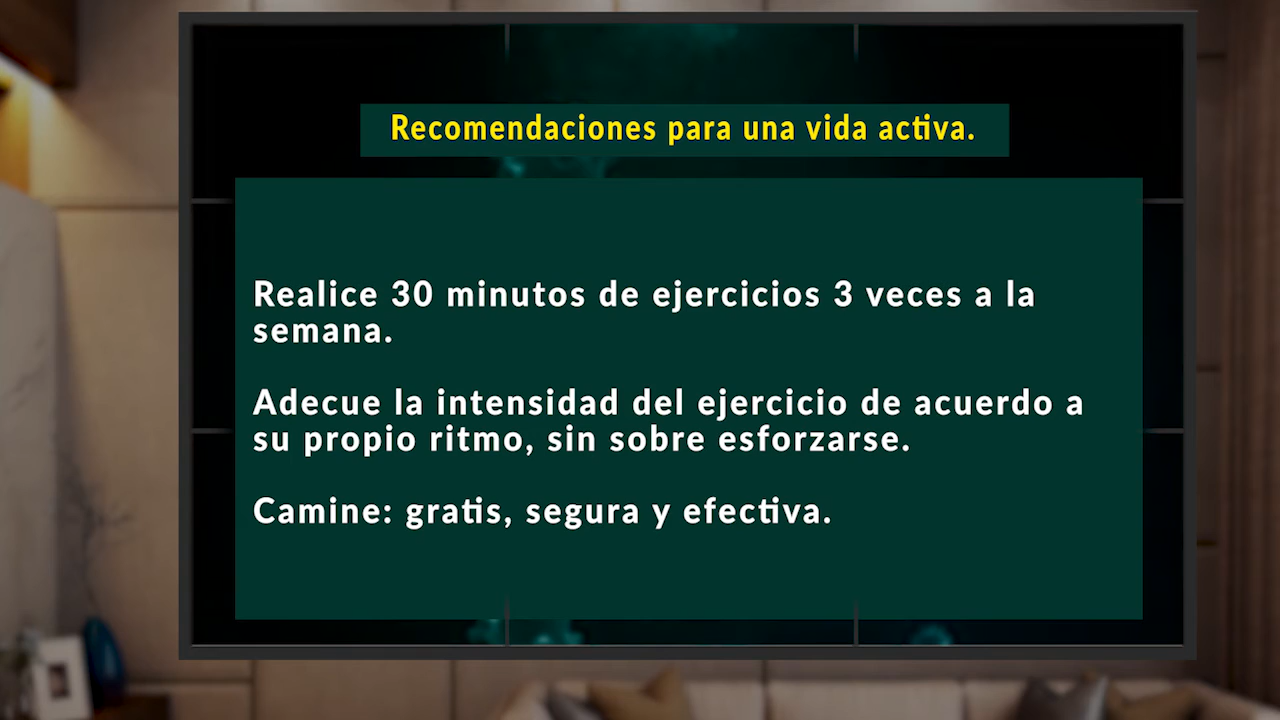 Recomendaciones para una vida activa.
Realice 30 minutos de ejercicios 3 veces a la
semana.
Adecue la intensidad del ejercicio de acuerdo a
su propio ritmo, sin sobre esforzarse.
Camine: gratis, segura y efectiva.